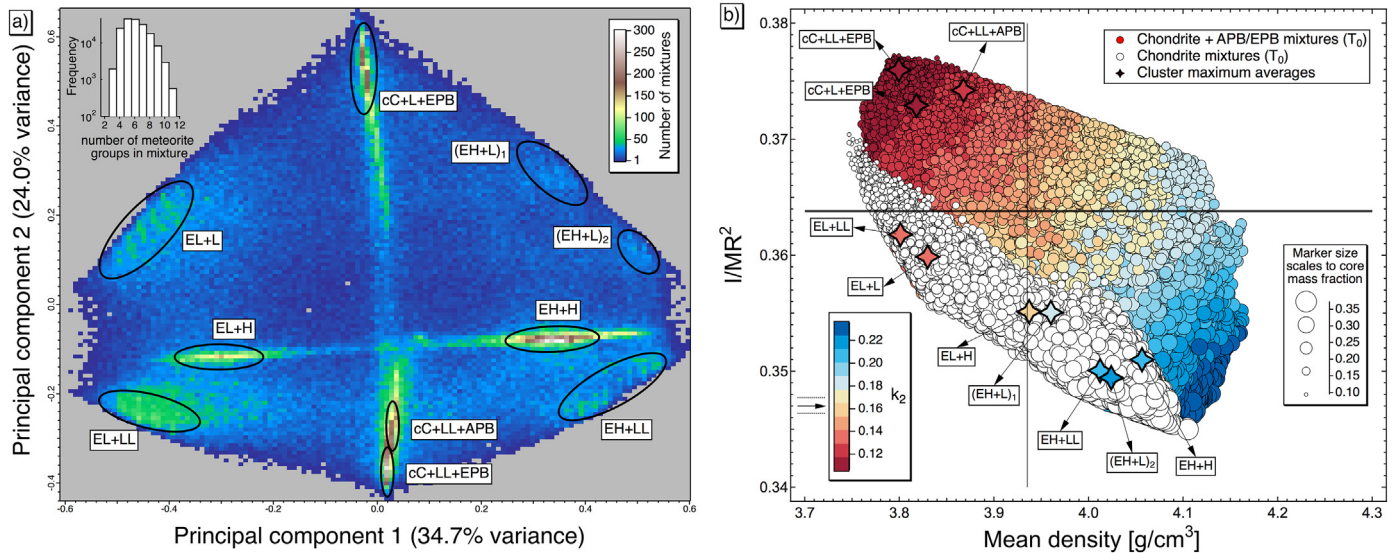 a)
10⁴
10³
10²
Frequency
2 4 6 8 10 12
number of meteorite
groups in mixture
300
250
200
150
100
50
1
Number of mixtures
cC+L+EPB
(EH+L)₁
(EH+L)₂
EL+L
EH+H
EL+H
EL+LL
EH+LL
cC+LL+APB
cC+LL+EPB
0.6
0.4
0.2
0.0
-0.2
-0.4
Principal component 2 (24.0% variance)
-0.6 -0.4 -0.2 0.0 0.2 0.4 0.6
Principal component 1 (34.7% variance)
b)
0.38
0.37
0.36
0.35
0.34
I/MR²
cC+LL+EPB
cC+LL+APB
cC+L+EPB
Chondrite + APB/EPB mixtures (T₀)
Chondrite mixtures (T₀)
Cluster maximum averages
EL+LL
EL+L
EL+H
(EH+L)₁
EH+LL
(EH+L)₂
EH+H
0.22
0.20
0.18
0.16
0.14
0.12
k₂
Marker size
scales to core
mass fraction
0.35
0.30
0.25
0.20
0.15
0.10
3.7 3.8 3.9 4.0 4.1 4.2 4.3
Mean density [g/cm³]